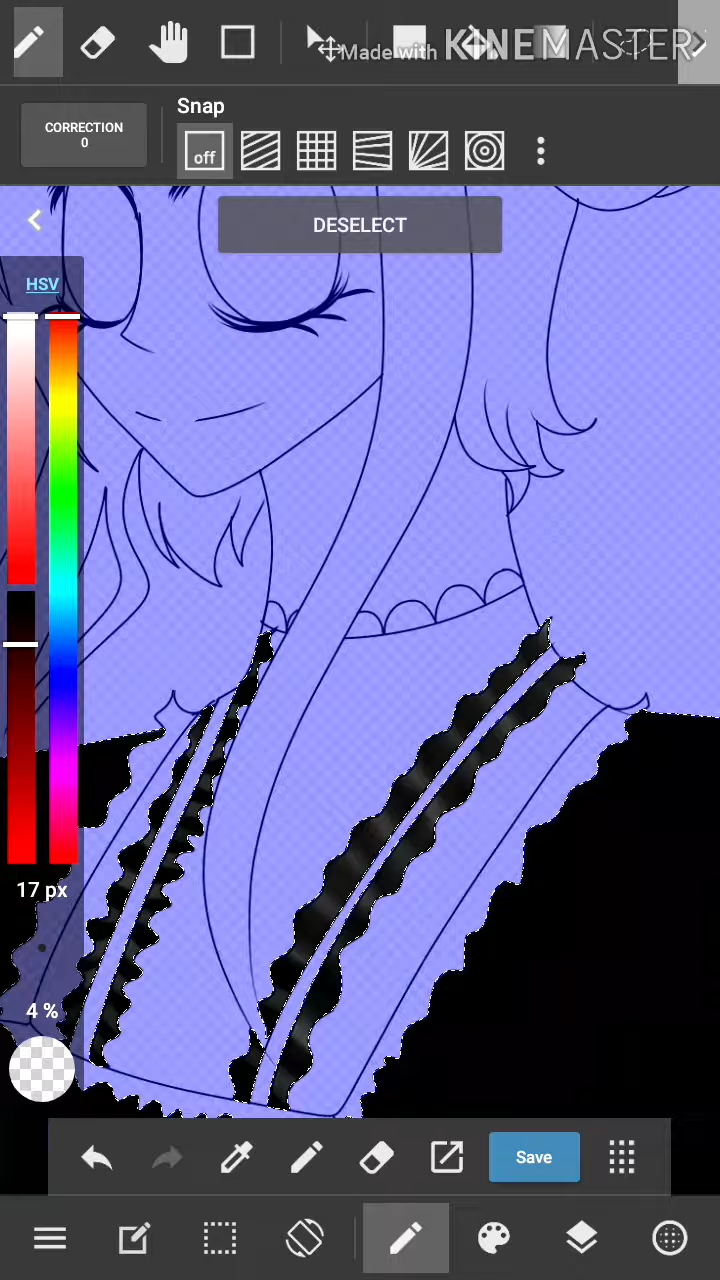 Made with KINEMASTER
CORRECTION
0
Snap
off
DESELECT
HSV
17 px
4 %
Save